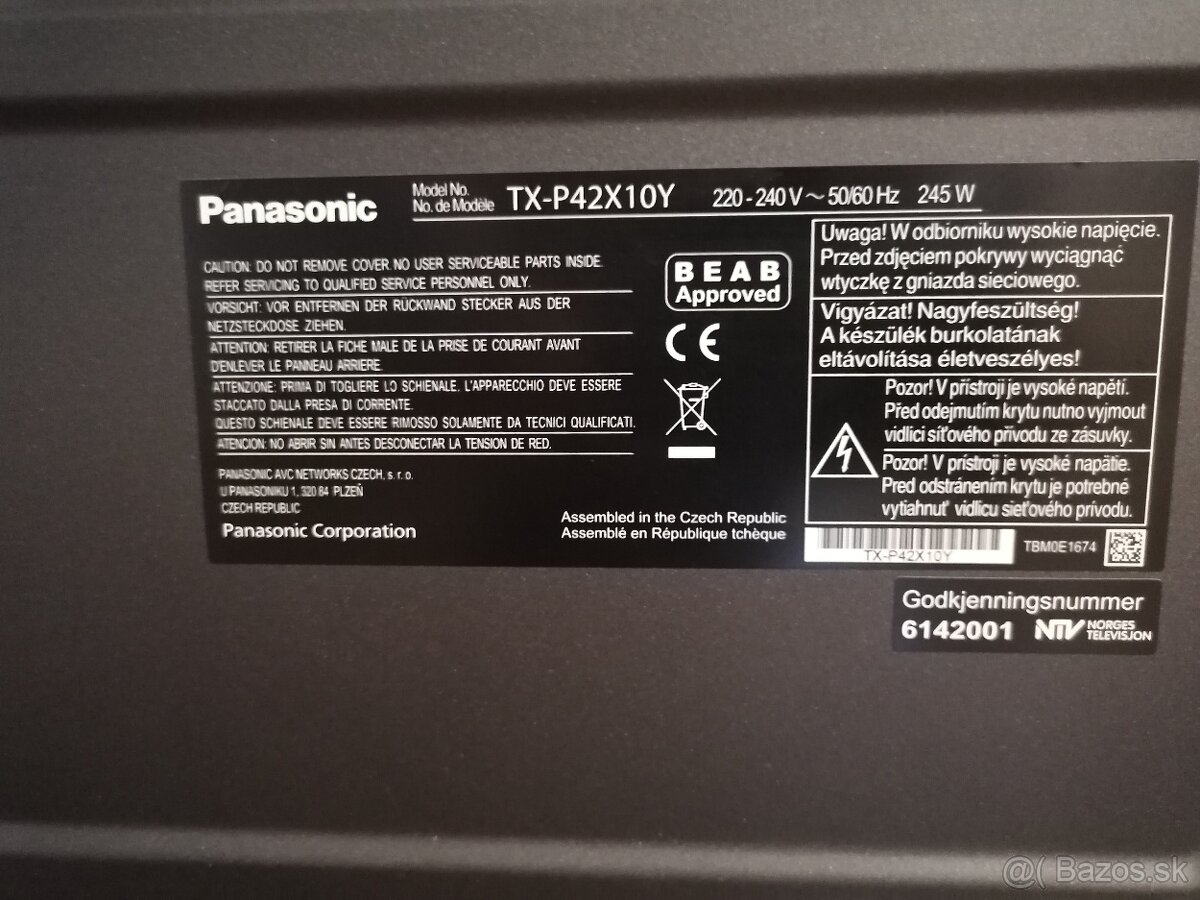 Panasonic
Model No.
No. de Modèle
TX-P42X10Y
220 - 240 V ~ 50/60 Hz 245 W
CAUTION: DO NOT REMOVE COVER. NO USER SERVICEABLE PARTS INSIDE.
REFER SERVICING TO QUALIFIED SERVICE PERSONNEL ONLY.
VORSICHT: VOR ENTFERNEN DER RÜCKWAND STECKER AUS DER
NETZSTECKDOSE ZIEHEN.
ATTENTION: RETIRER LA FICHE MALE DE LA PRISE DE COURANT AVANT
D'ENLEVER LE PANNEAU ARRIERE.
ATTENZIONE: PRIMA DI TOGLIERE LO SCHIENALE. L'APPARECCHIO DEVE ESSERE
STACCATO DALLA PRESA DI CORRENTE.
QUESTO SCHIENALE DEVE ESSERE RIMOSSO SOLAMENTE DA TECNICI QUALIFICATI.
ATENCION: NO ABRIR SIN ANTES DESCONECTAR LA TENSION DE RED.
PANASONIC AVC NETWORKS CZECH, s. r. o.
U PANASONIKU 1, 320 84 PLZEŇ
CZECH REPUBLIC
Panasonic Corporation
BEAB
Approved
CE
Assembled in the Czech Republic
Assemblé en République tchèque
Uwaga! W odbiorniku wysokie napięcie.
Przed zdjęciem pokrywy wyciągnąć
wtyczkę z gniazda sieciowego.
Vigyázat! Nagyfeszültség!
A készülék burkolatának
eltávolítása életveszélyes!
Pozor! V přístroji je vysoké napětí.
Před odejmutím krytu nutno vyjmout
vidlici síťového přívodu ze zásuvky.
Pozor! V prístroji je vysoké napätie.
Pred odstránením krytu je potrebné
vytiahnuť vidlicu sieťového prívodu.
TX-P42X10Y
TBM0E1674
Godkjenningsnummer
6142001 NTV NORGES
TELEVISJON
@( Bazos.sk